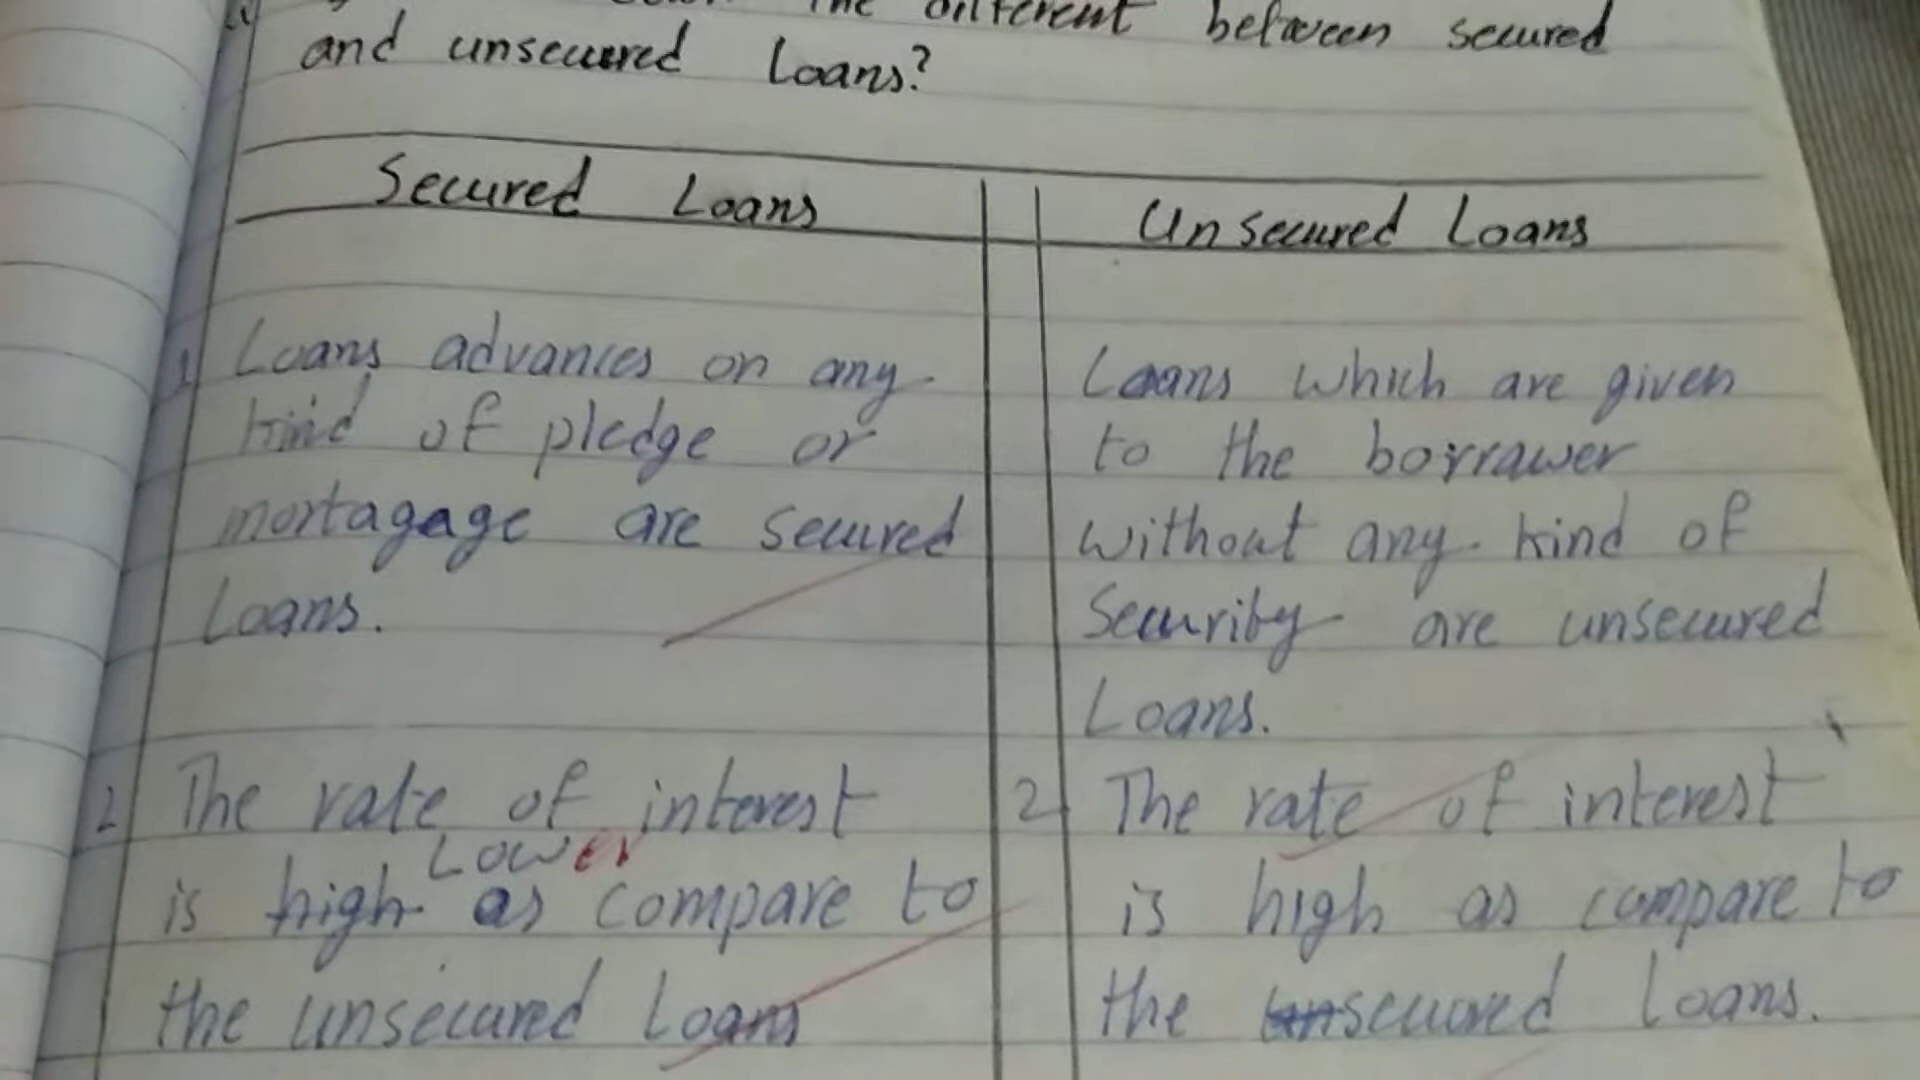 the different between secured
and unsecured Loans?
Secured Loans
Unsecured Loans
1 Loans advances on any
kind of pledge or
mortagage are secured
Loans.
Loans which are given
to the borrawer
without any kind of
Security are unsecured
Loans.
2 The rate of interest
Lower
is high as compare to
the unsecured Loans
2 The rate of interest
is high as compare to
the unsecured Loans.